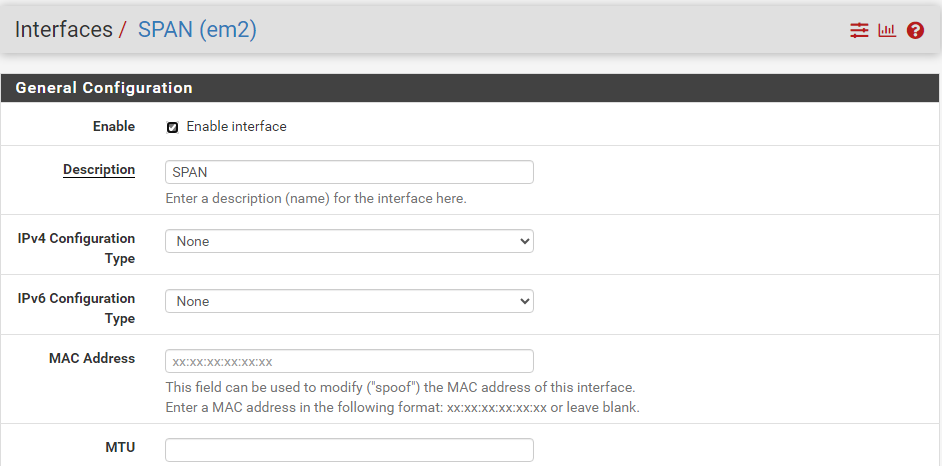 Interfaces / SPAN (em2)
General Configuration
Enable Enable interface
Description SPAN
Enter a description (name) for the interface here.
IPv4 Configuration Type None
IPv6 Configuration Type None
MAC Address xx:xx:xx:xx:xx:xx
This field can be used to modify ("spoof") the MAC address of this interface.
Enter a MAC address in the following format: xx:xx:xx:xx:xx:xx or leave blank.
MTU